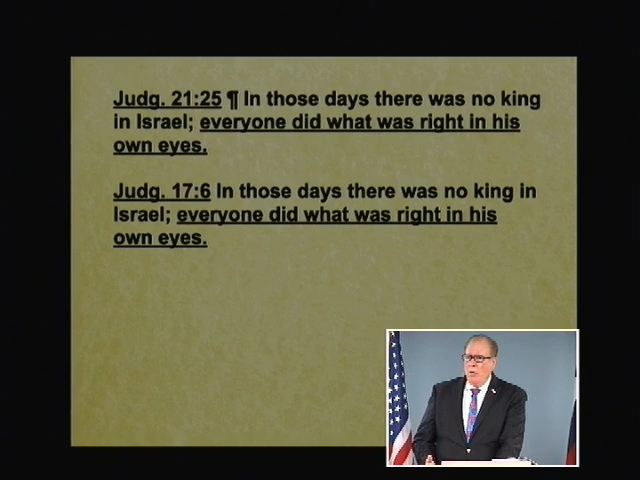 Judg. 21:25 ¶ In those days there was no king
in Israel; everyone did what was right in his
own eyes.
Judg. 17:6 In those days there was no king in
Israel; everyone did what was right in his
own eyes.